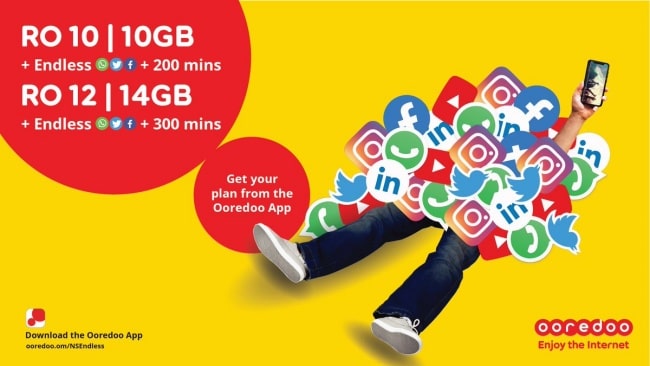 RO 10 | 10GB
+ Endless + 200 mins
RO 12 | 14GB
+ Endless + 300 mins
Get your
plan from the
Ooredoo App
Download the Ooredoo App
ooredoo.om/NSEndless
ooredoo
Enjoy the Internet